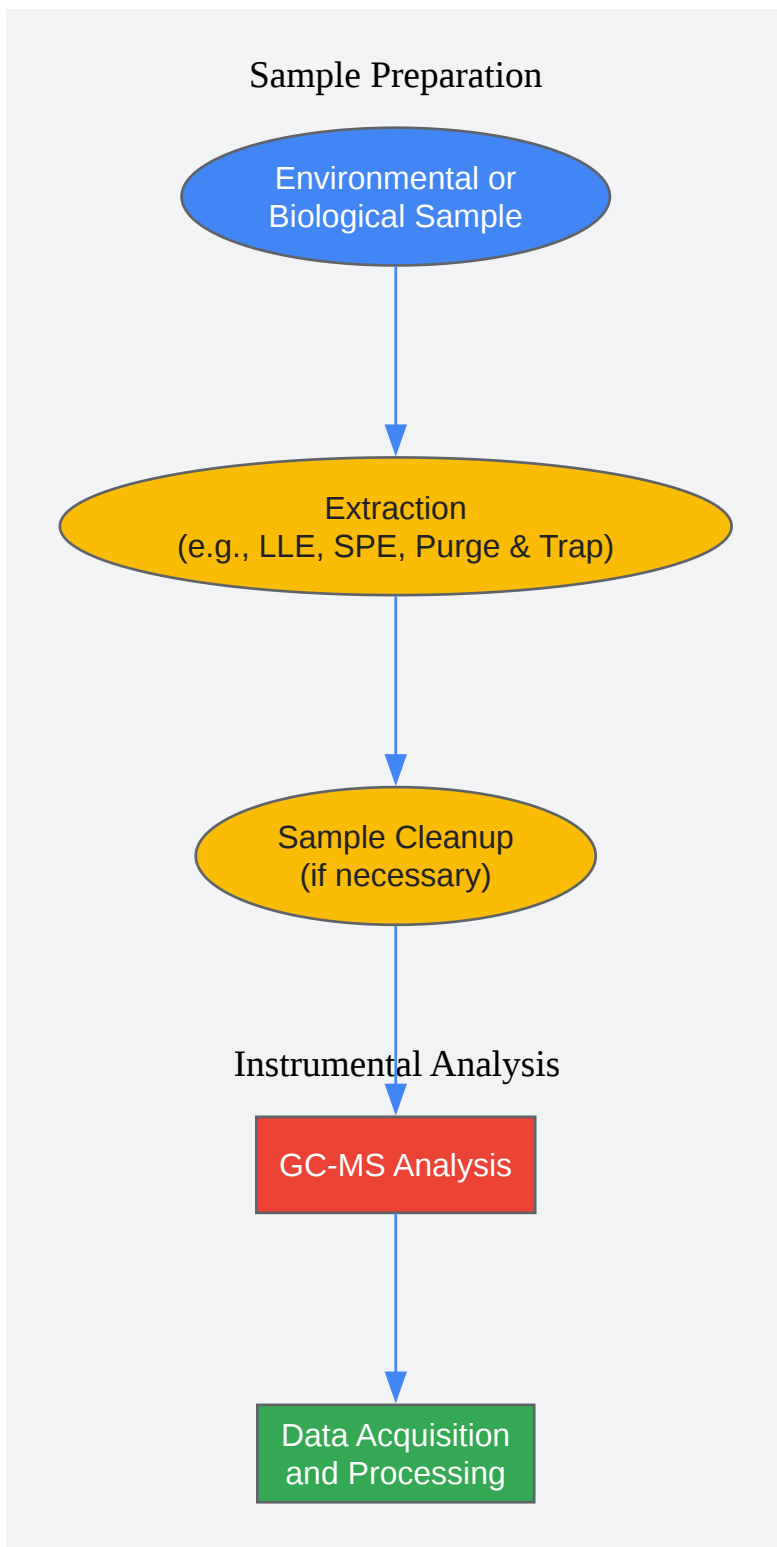 Sample Preparation
Environmental or
Biological Sample
Extraction
(e.g., LLE, SPE, Purge & Trap)
Sample Cleanup
(if necessary)
Instrumental Analysis
GC-MS Analysis
Data Acquisition
and Processing